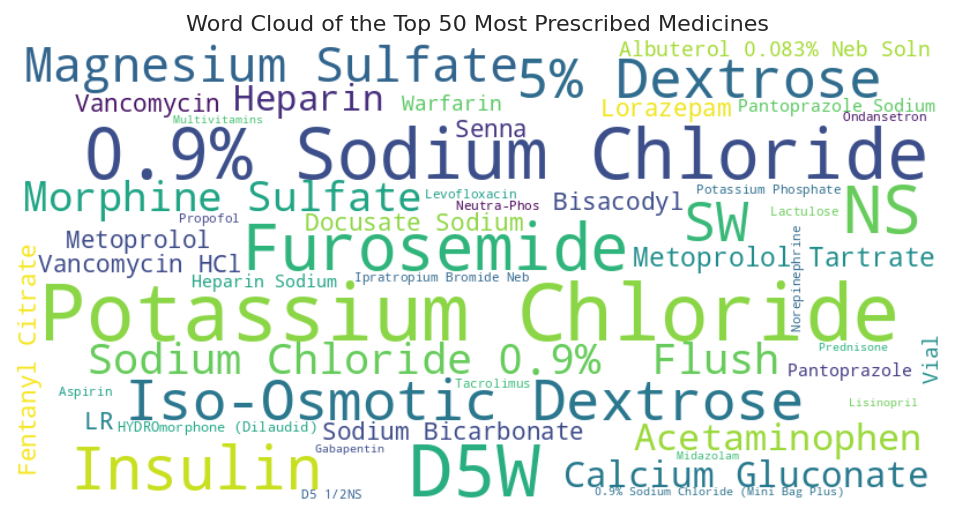 Word Cloud of the Top 50 Most Prescribed Medicines
Magnesium Sulfate
5% Dextrose
Albuterol 0.083% Neb Soln
Vancomycin
Heparin
Warfarin
Lorazepam
Pantoprazole Sodium
Multivitamins
Ondansetron
Senna
0.9% Sodium Chloride
Morphine Sulfate
Levofloxacin
Neutra-Phos
Bisacodyl
Potassium Phosphate
Lactulose
NS
SW
Propofol
Docusate Sodium
Metoprolol
Furosemide
Vancomycin HCl
Metoprolol Tartrate
Heparin Sodium
Ipratropium Bromide Neb
Norepinephrine
Fentanyl Citrate
Potassium Chloride
Sodium Chloride 0.9%  Flush
Prednisone
Vial
Pantoprazole
Tacrolimus
Aspirin
Iso-Osmotic Dextrose
Lisinopril
LR
HYDROmorphone (Dilaudid)
Sodium Bicarbonate
Acetaminophen
Gabapentin
Midazolam
Insulin
D5W
Calcium Gluconate
D5 1/2NS
0.9% Sodium Chloride (Mini Bag Plus)